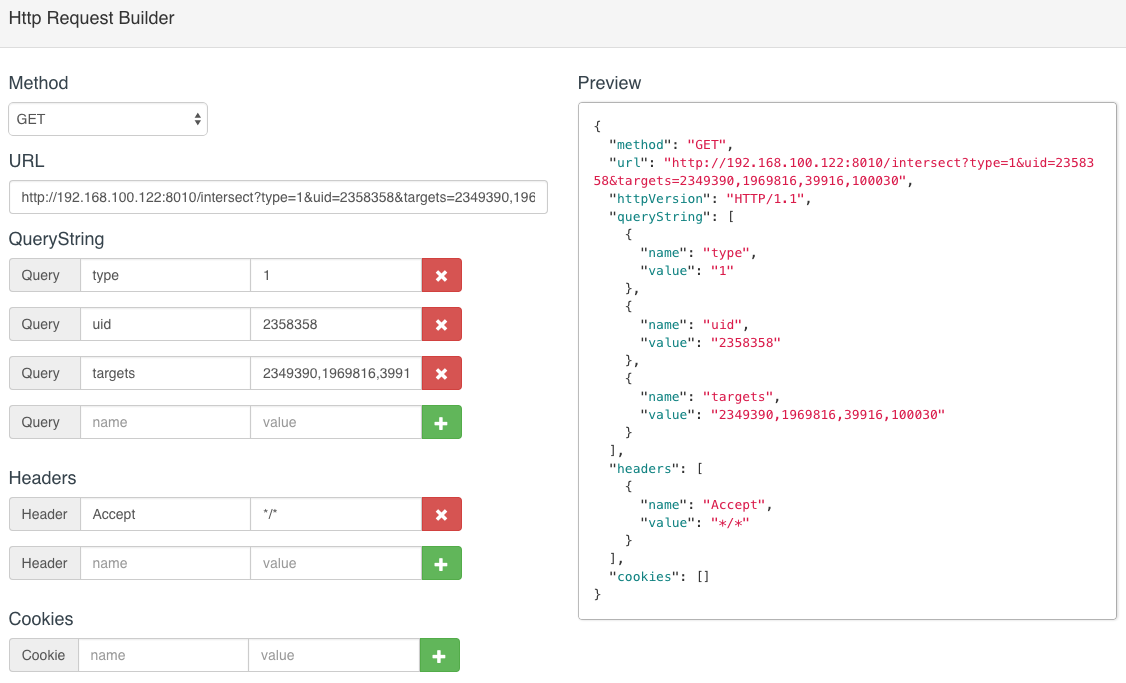 Http Request Builder
Method
GET
URL
http://192.168.100.122:8010/intersect?type=1&uid=2358358&targets=2349390,196
QueryString
Query type 1
Query uid 2358358
Query targets 2349390,1969816,3991
Query name value
Headers
Header Accept */*
Header name value
Cookies
Cookie name value
Preview
{
"method": "GET",
"url": "http://192.168.100.122:8010/intersect?type=1&uid=23583
58&targets=2349390,1969816,39916,100030",
"httpVersion": "HTTP/1.1",
"queryString": [
{
"name": "type",
"value": "1"
},
{
"name": "uid",
"value": "2358358"
},
{
"name": "targets",
"value": "2349390,1969816,39916,100030"
}
],
"headers": [
{
"name": "Accept",
"value": "*/*"
}
],
"cookies": []
}